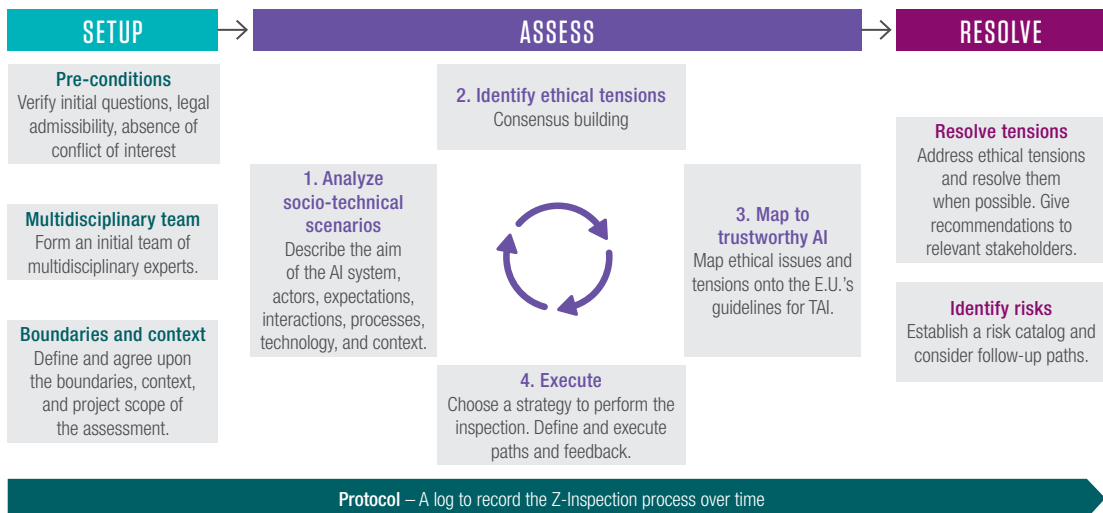 SETUP
ASSESS
RESOLVE
Pre-conditions
Verify initial questions, legal
admissibility, absence of
conflict of interest
Multidisciplinary team
Form an initial team of
multidisciplinary experts.
Boundaries and context
Define and agree upon
the boundaries, context,
and project scope of
the assessment.
1. Analyze
socio-technical
scenarios
Describe the aim
of the AI system,
actors, expectations,
interactions, processes,
technology, and context.
2. Identify ethical tensions
Consensus building
3. Map to
trustworthy AI
Map ethical issues and
tensions onto the E.U.'s
guidelines for TAI.
4. Execute
Choose a strategy to perform the
inspection. Define and execute
paths and feedback.
Resolve tensions
Address ethical tensions
and resolve them
when possible. Give
recommendations to
relevant stakeholders.
Identify risks
Establish a risk catalog and
consider follow-up paths.
Protocol – A log to record the Z-Inspection process over time